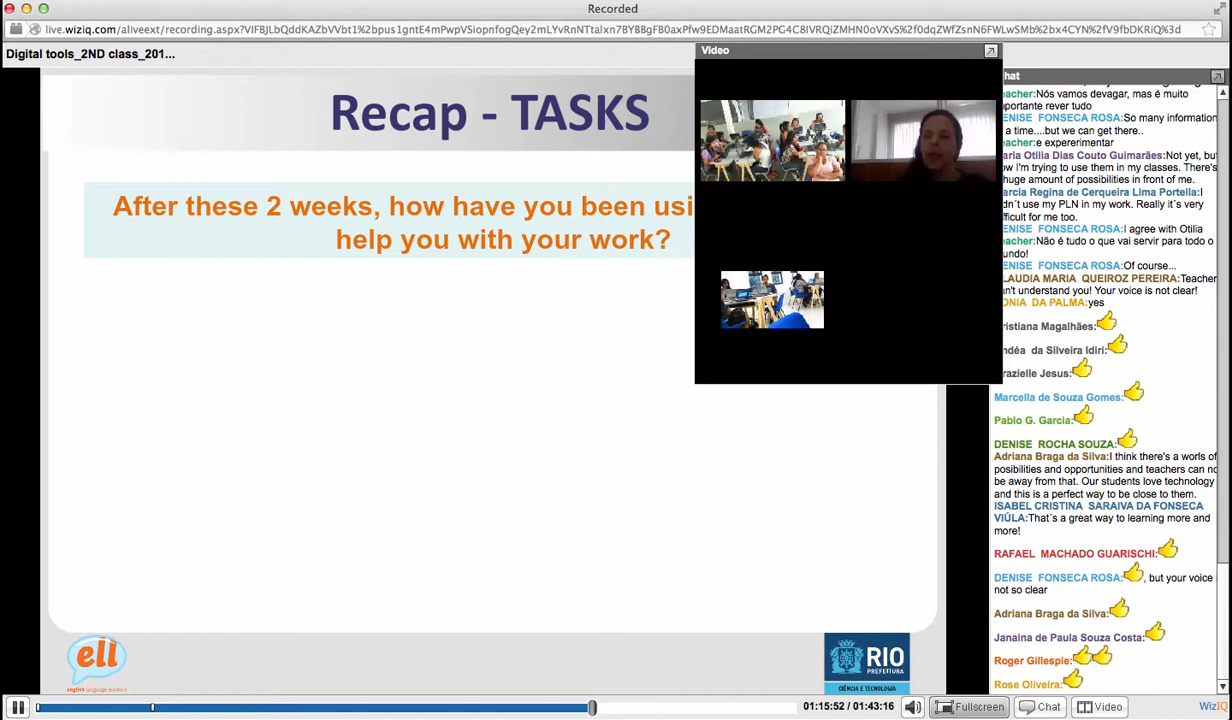 Recorded
live.wiziq.com/aliveext/recording.aspx?
Digital tools_2ND class_201...
Video
hat
Recap - TASKS
After these 2 weeks, how have you been usi
help you with your work?
eacher:Nós vamos devagar, mas é muito
mportante rever tudo
DENISE FONSECA ROSA:So many information
a time....but we can get there..
eacher:e expererimentar
aria Otilia Dias Couto Guimarães:Not yet, but
ow I'm trying to use them in my classes. There's
huge amount of possibilities in front of me.
arcia Regina de Cerqueira Lima Portella:I
dn´t use my PLN in my work. Really it´s very
fficult for me too.
ENISE FONSECA ROSA:I agree with Otilia
eacher:Não é tudo o que vai servir para todo o
undo!
ENISE FONSECA ROSA:Of course...
LAUDIA MARIA QUEIROZ PEREIRA:Teacher
an't understand you! Your voice is not clear!
ONIA DA PALMA:yes
ristiana Magalhães:
ndéa da Silveira Idiri:
razielle Jesus:
Marcella de Souza Gomes:
Pablo G. Garcia:
DENISE ROCHA SOUZA:
Adriana Braga da Silva:I think there's a worls of
posibilities and opportunities and teachers can no
be away from that. Our students love technology
and this is a perfect way to be close to them.
ISABEL CRISTINA SARAIVA DA FONSECA
VIÚLA:That´s a great way to learning more and
more!
RAFAEL MACHADO GUARISCHI:
DENISE FONSECA ROSA: , but your voice
not so clear
Adriana Braga da Silva:
Janaina de Paula Souza Costa:
Roger Gillespie:
Rose Oliveira:
ell
english language learners
RIO
PREFEITURA
CIÊNCIA E TECNOLOGIA
01:15:52 / 01:43:16
Fullscreen
Chat
Video
WizIQ